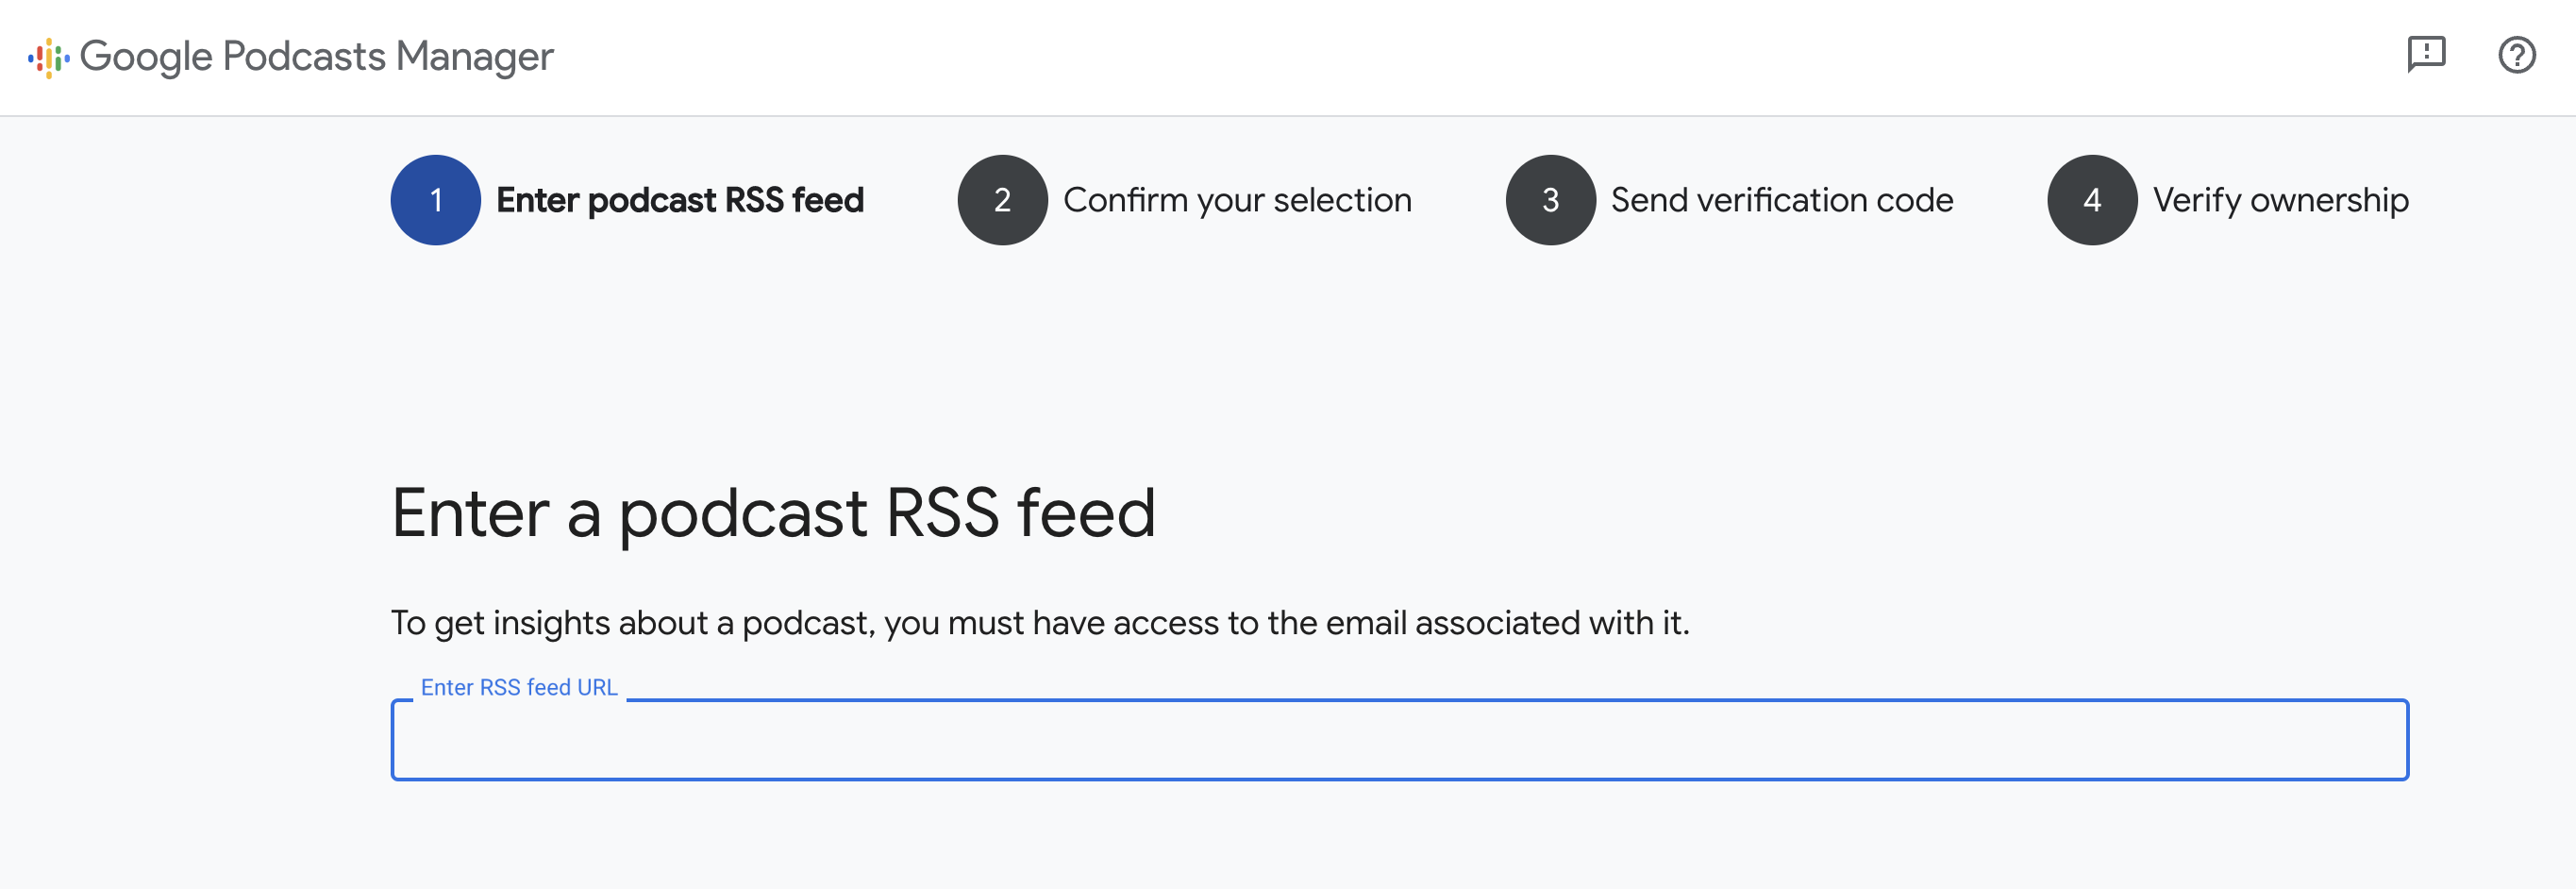 Google Podcasts Manager
1 Enter podcast RSS feed 2 Confirm your selection 3 Send verification code 4 Verify ownership
Enter a podcast RSS feed
To get insights about a podcast, you must have access to the email associated with it.
Enter RSS feed URL